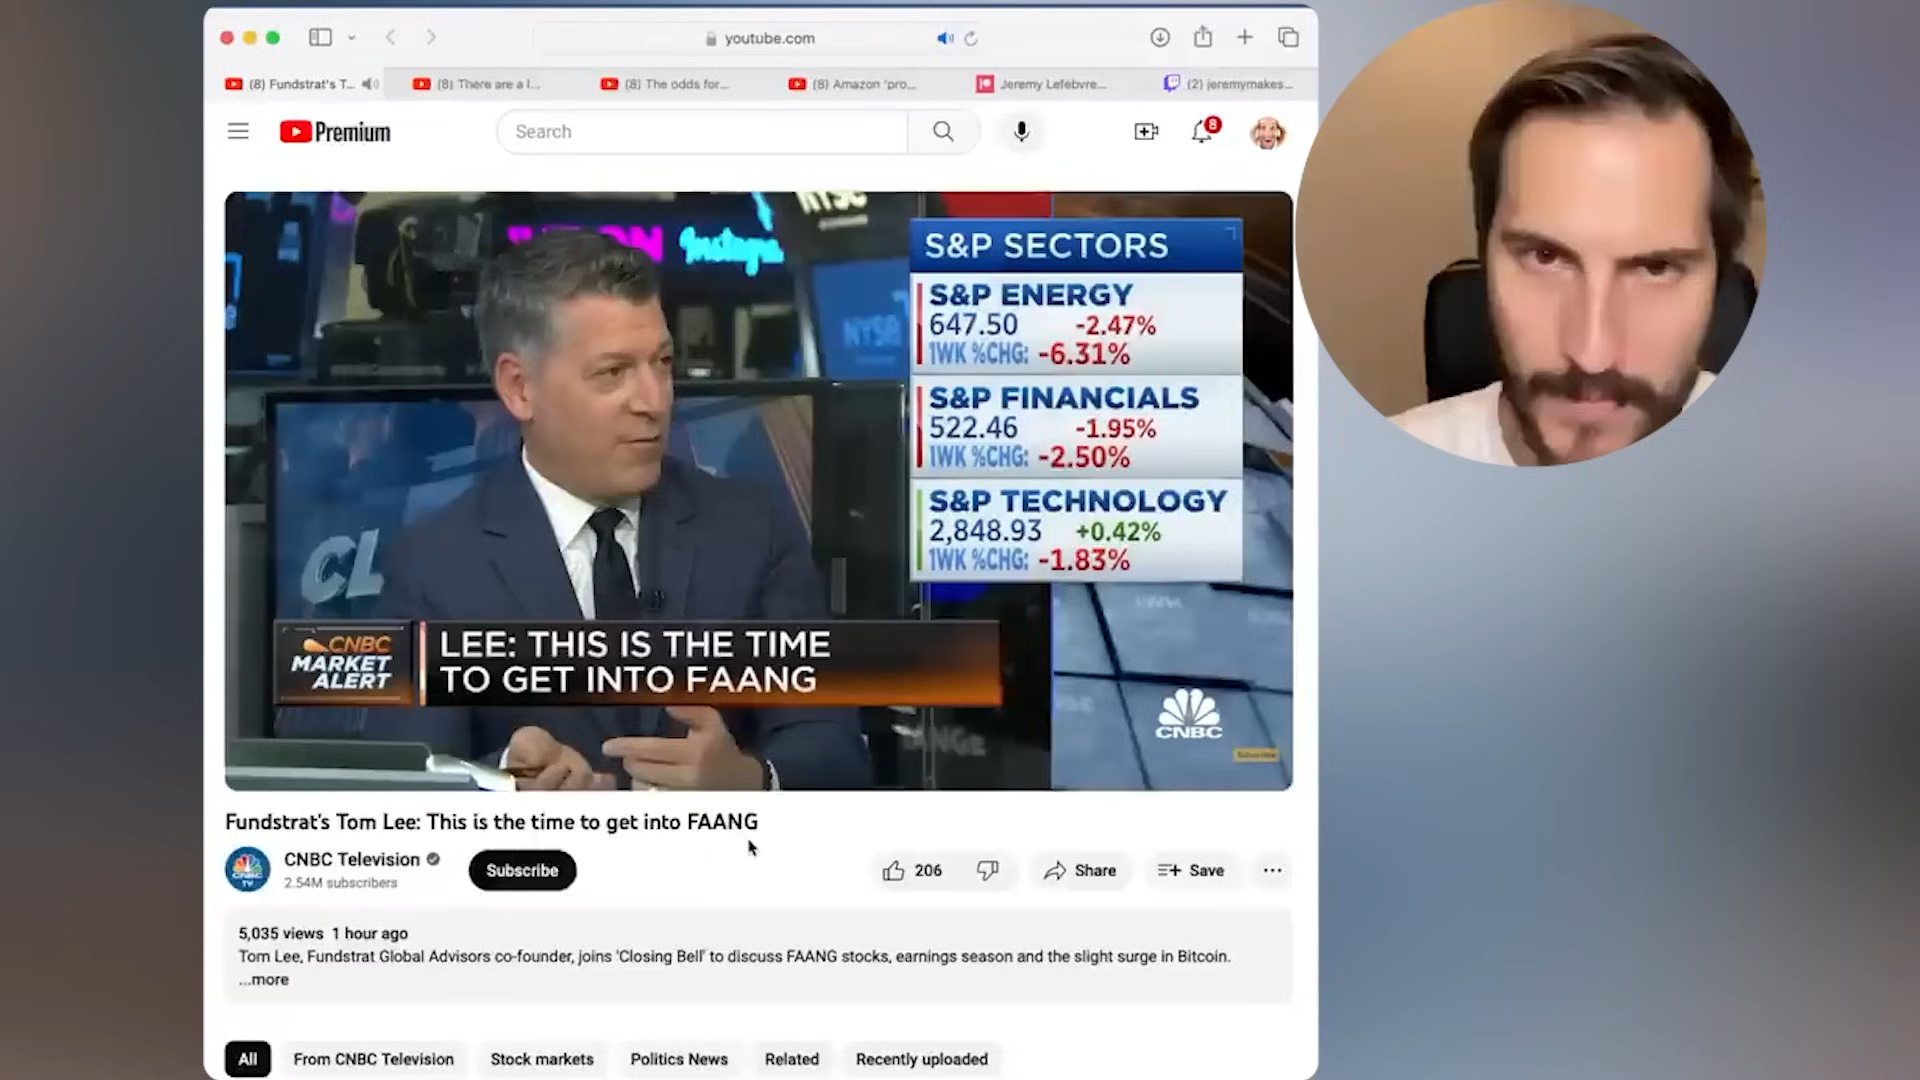 youtube.com
(8) Fundstrat's T...
(8) There are a l...
(8) The odds for...
(8) Amazon 'pro...
Jeremy Lefebvre...
(2) jeremymakes...
Premium
Search
8
NYSE
Instagra
NYSE
CL
S&P SECTORS
S&P ENERGY
647.50 -2.47%
1WK %CHG: -6.31%
S&P FINANCIALS
522.46 -1.95%
1WK %CHG: -2.50%
S&P TECHNOLOGY
2,848.93 +0.42%
1WK %CHG: -1.83%
CNBC
MARKET
ALERT
LEE: THIS IS THE TIME
TO GET INTO FAANG
CNBC
Subscribe
Fundstrat's Tom Lee: This is the time to get into FAANG
CNBC Television
2.54M subscribers
Subscribe
206
Share
Save
5,035 views 1 hour ago
Tom Lee, Fundstrat Global Advisors co-founder, joins 'Closing Bell' to discuss FAANG stocks, earnings season and the slight surge in Bitcoin.
...more
All
From CNBC Television
Stock markets
Politics News
Related
Recently uploaded